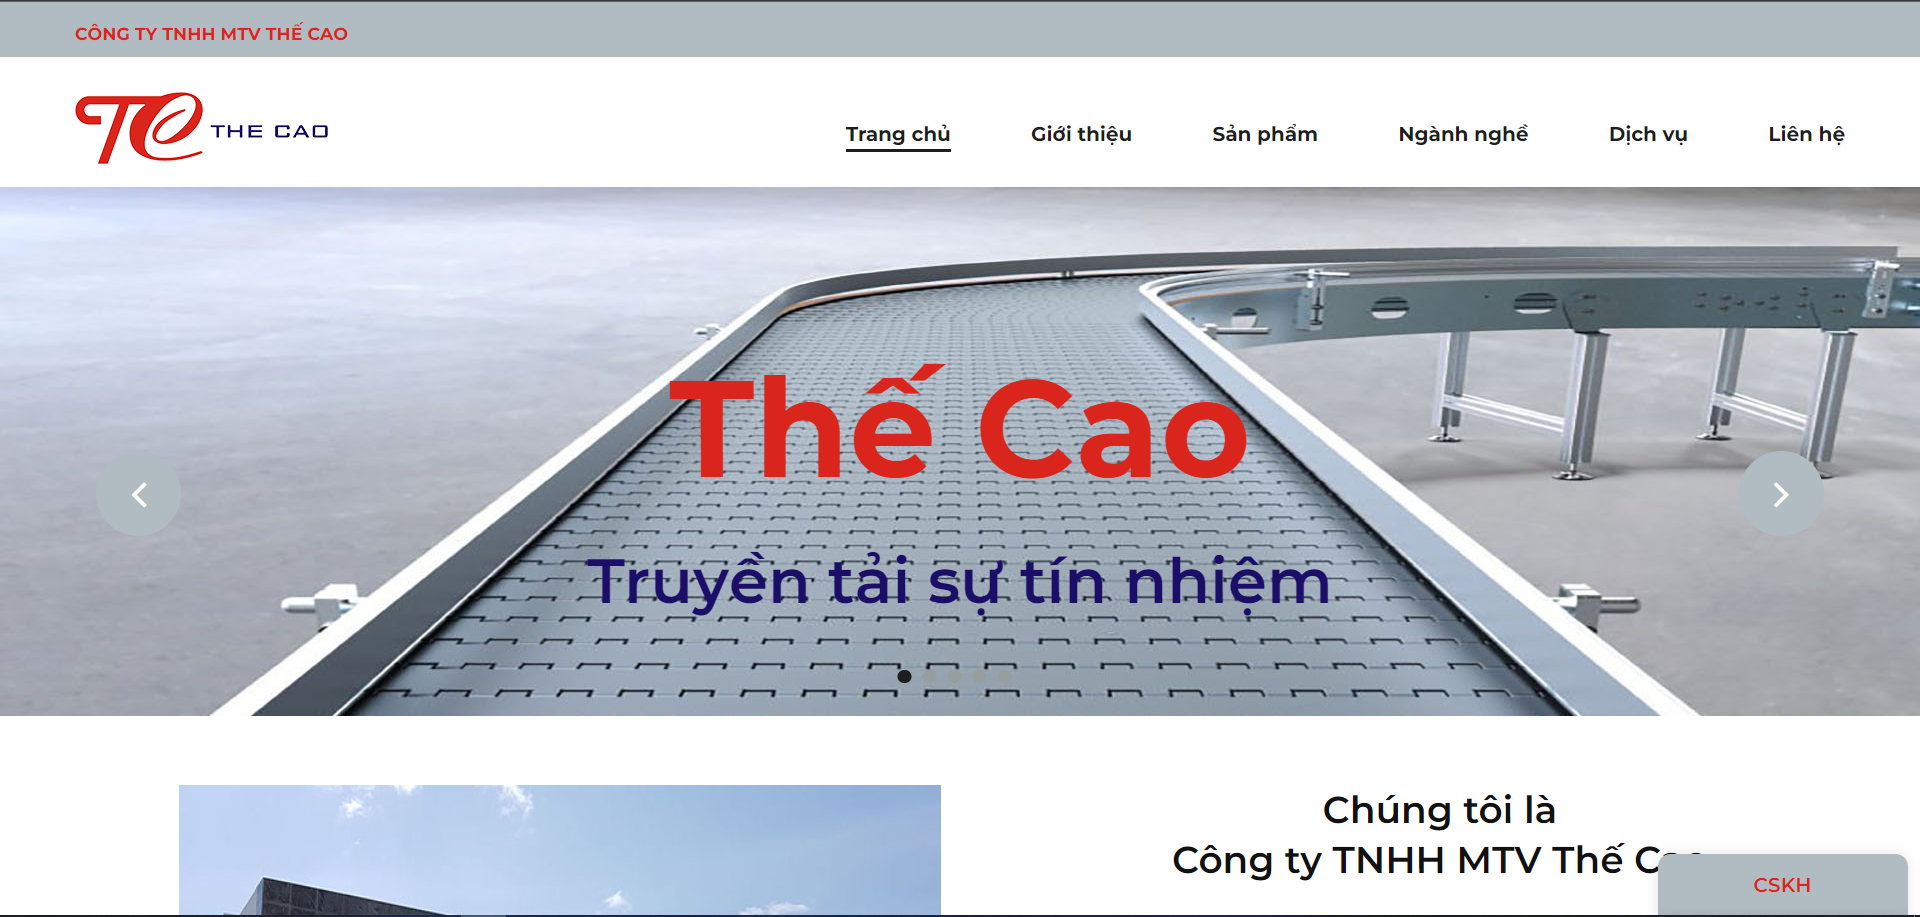 CÔNG TY TNHH MTV THẾ CAO
TC THE CAO
Trang chủ Giới thiệu Sản phẩm Ngành nghề Dịch vụ Liên hệ
Thế Cao
Truyền tải sự tín nhiệm
Chúng tôi là
Công ty TNHH MTV Thế Cao
CSKH